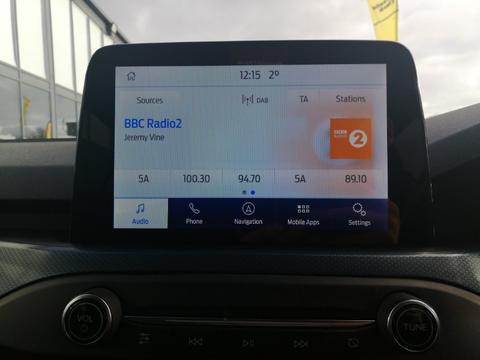 12:15 2°
Sources DAB TA Stations
BBC Radio2
Jeremy Vine
BBC
2
5A 100.30 94.70 5A 89.10
Audio Phone Navigation Mobile Apps Settings
VOL
TUNE